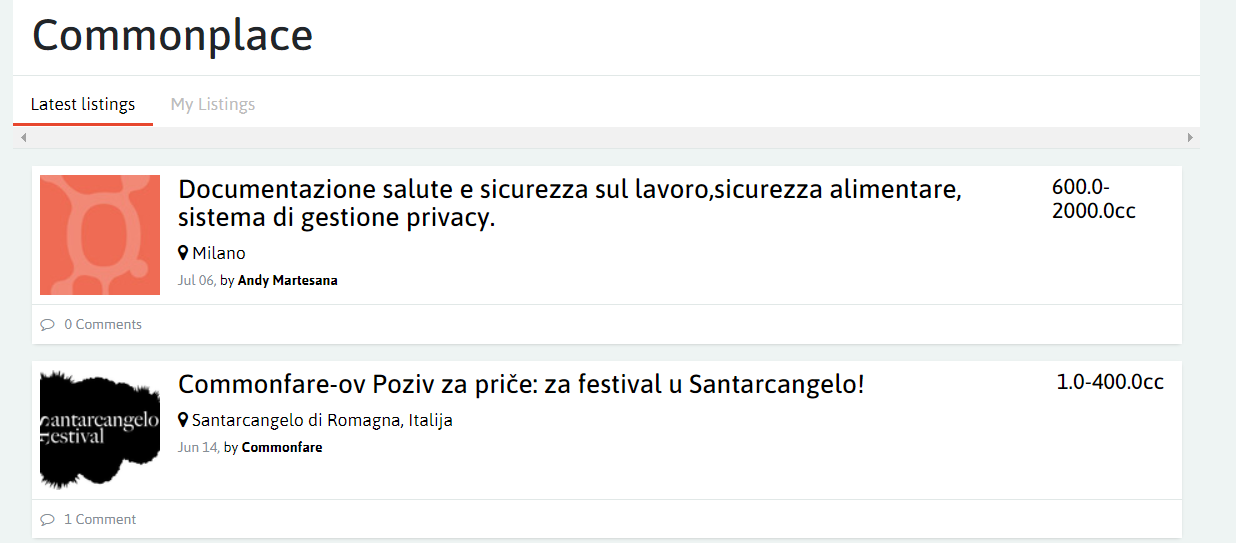 Commonplace
Latest listings
My Listings
Documentazione salute e sicurezza sul lavoro,sicurezza alimentare,
sistema di gestione privacy.
600.0-
2000.0cc
Milano
Jul 06, by Andy Martesana
0 Comments
Commonfare-ov Poziv za priče: za festival u Santarcangelo!
1.0-400.0cc
santarcangelo
festival
Santarcangelo di Romagna, Italija
Jun 14, by Commonfare
1 Comment